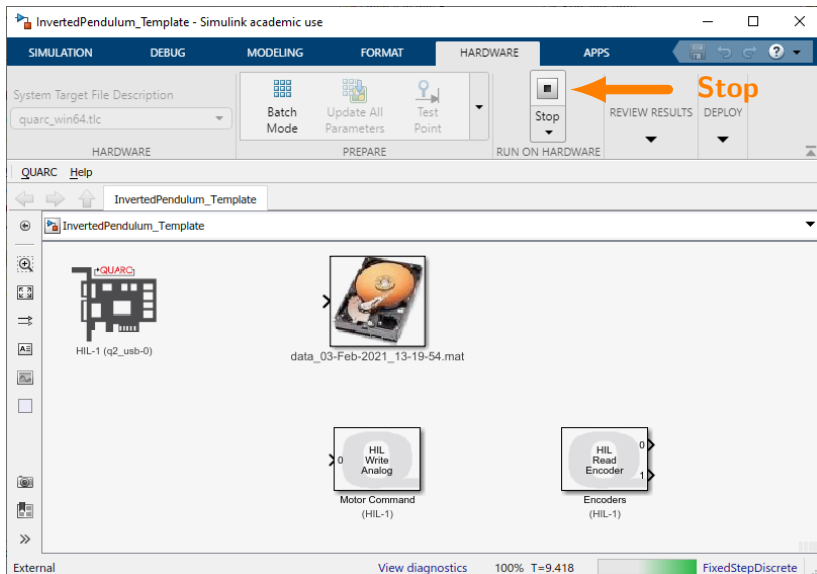 InvertedPendulum_Template - Simulink academic use
SIMULATION DEBUG MODELING FORMAT HARDWARE APPS ?
System Target File Description
quarc_win64.tlc
HARDWARE
Batch Mode
Update All Parameters
Test Point
PREPARE
Stop
RUN ON HARDWARE
Stop
REVIEW RESULTS
DEPLOY
QUARC Help
InvertedPendulum_Template
InvertedPendulum_Template
QUARC
HIL-1 (q2_usb-0)
data_03-Feb-2021_13-19-54.mat
0
HIL
Write
Analog
Motor Command
(HIL-1)
HIL
Read
Encoder
0
1
Encoders
(HIL-1)
External View diagnostics 100% T=9.418 FixedStepDiscrete